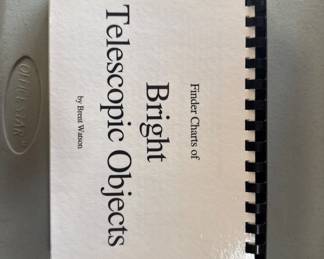 Finder Charts of
Bright
Telescopic Objects
by Brent Watson